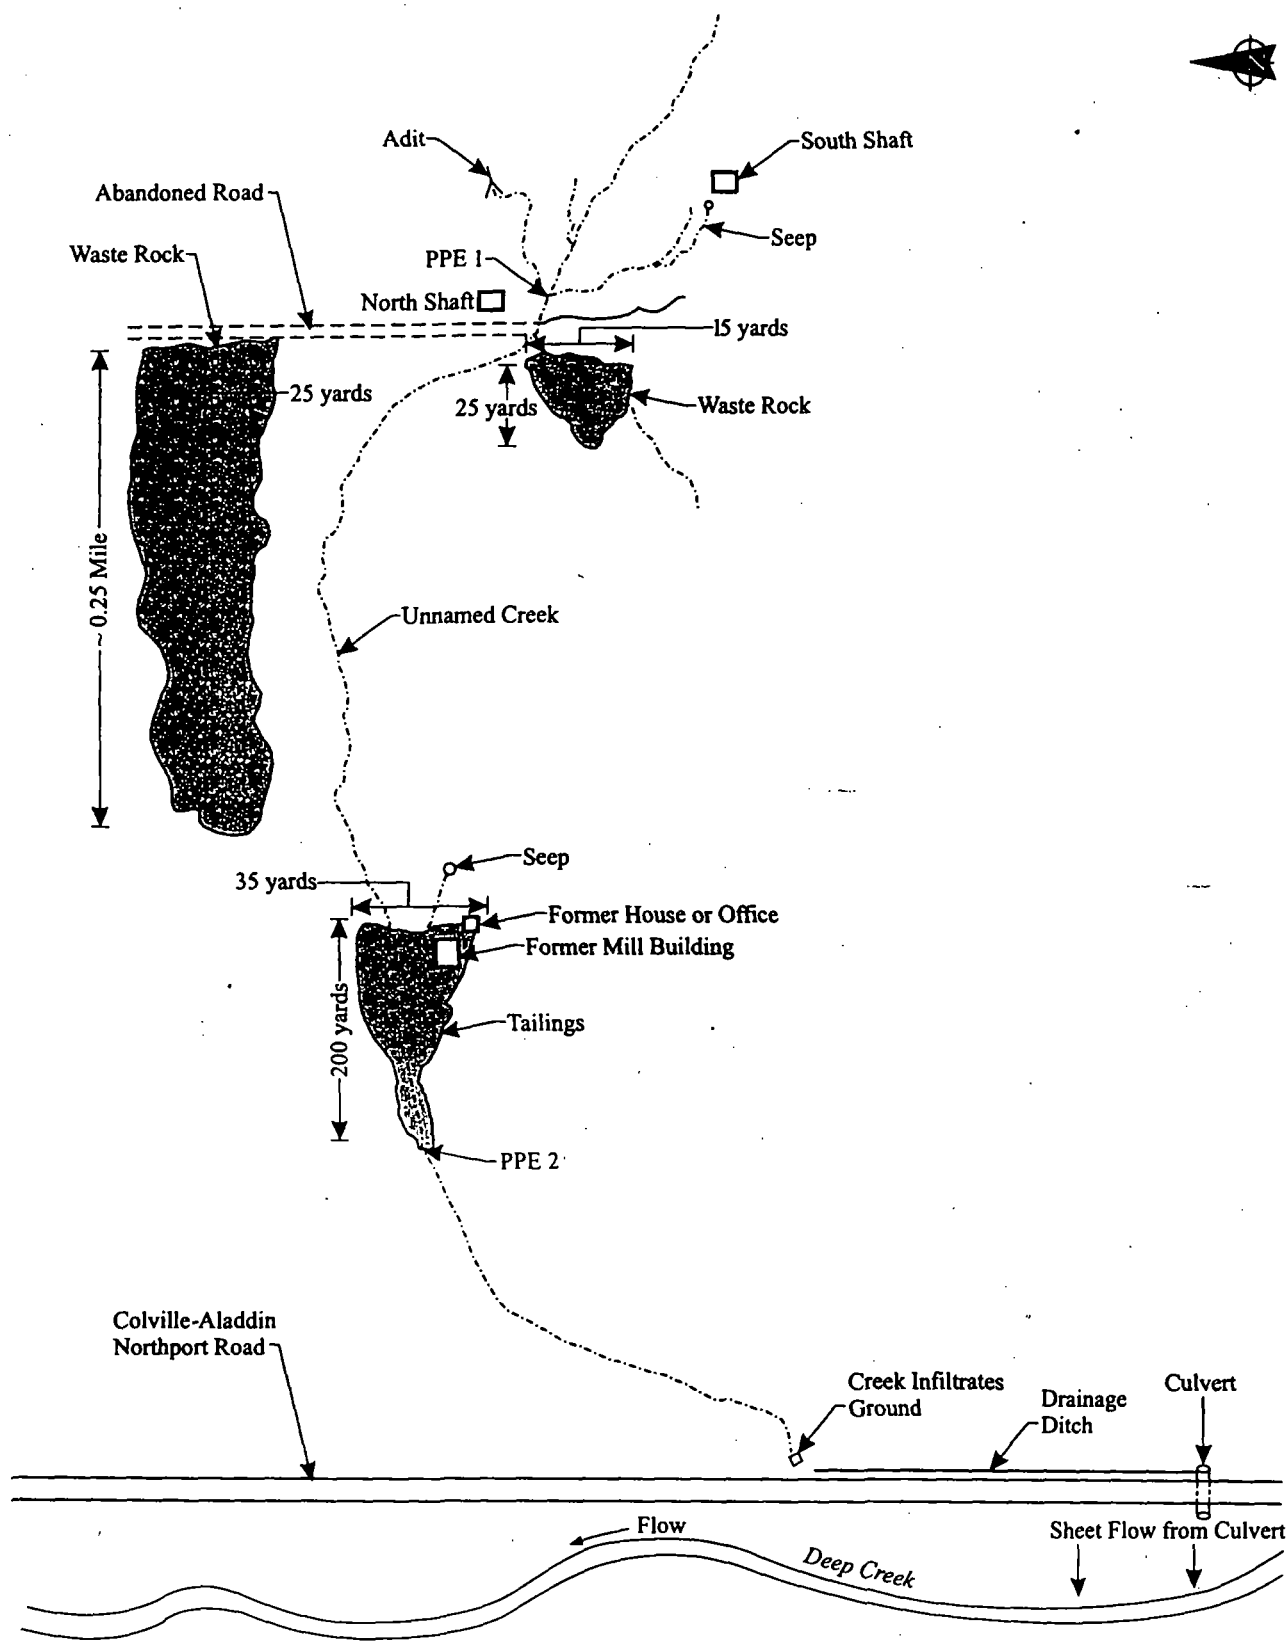 Adit
South Shaft
Abandoned Road
Seep
Waste Rock
PPE 1
North Shaft
15 yards
25 yards
25 yards
Waste Rock
~ 0.25 Mile
Unnamed Creek
Seep
35 yards
Former House or Office
Former Mill Building
200 yards
Tailings
PPE 2
Colville-Aladdin
Northport Road
Creek Infiltrates
Ground
Drainage
Ditch
Culvert
Flow
Sheet Flow from Culvert
Deep Creek